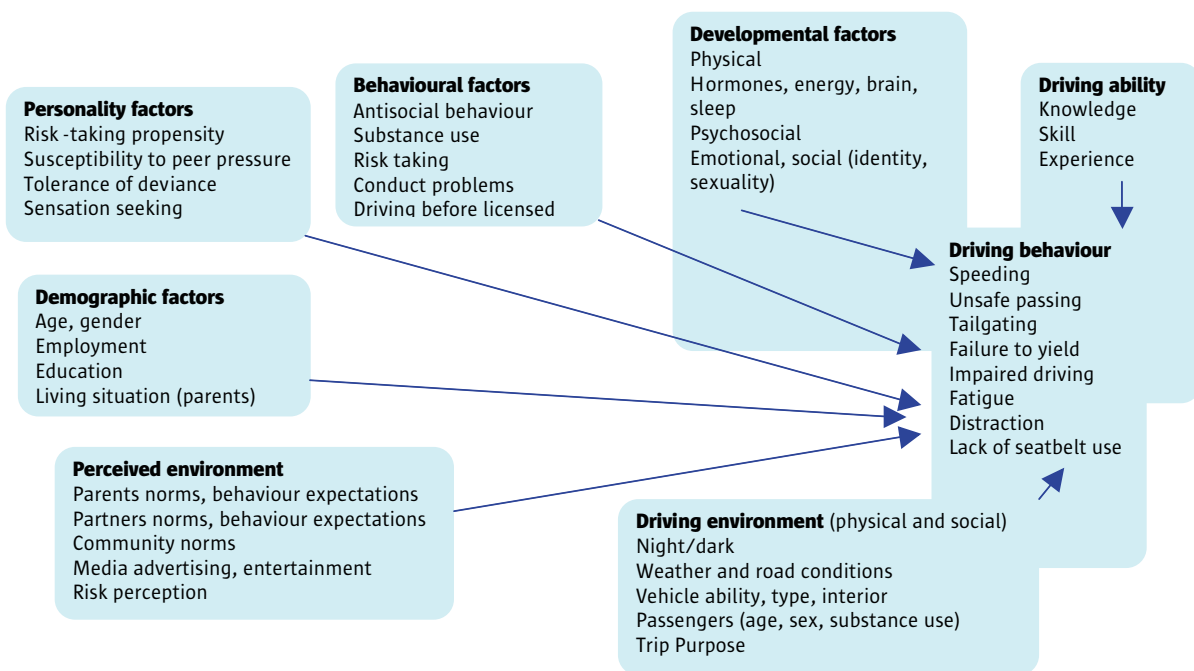 Personality factors
Risk -taking propensity
Susceptibility to peer pressure
Tolerance of deviance
Sensation seeking
Behavioural factors
Antisocial behaviour
Substance use
Risk taking
Conduct problems
Driving before licensed
Developmental factors
Physical
Hormones, energy, brain,
sleep
Psychosocial
Emotional, social (identity,
sexuality)
Driving ability
Knowledge
Skill
Experience
Demographic factors
Age, gender
Employment
Education
Living situation (parents)
Driving behaviour
Speeding
Unsafe passing
Tailgating
Failure to yield
Impaired driving
Fatigue
Distraction
Lack of seatbelt use
Perceived environment
Parents norms, behaviour expectations
Partners norms, behaviour expectations
Community norms
Media advertising, entertainment
Risk perception
Driving environment (physical and social)
Night/dark
Weather and road conditions
Vehicle ability, type, interior
Passengers (age, sex, substance use)
Trip Purpose